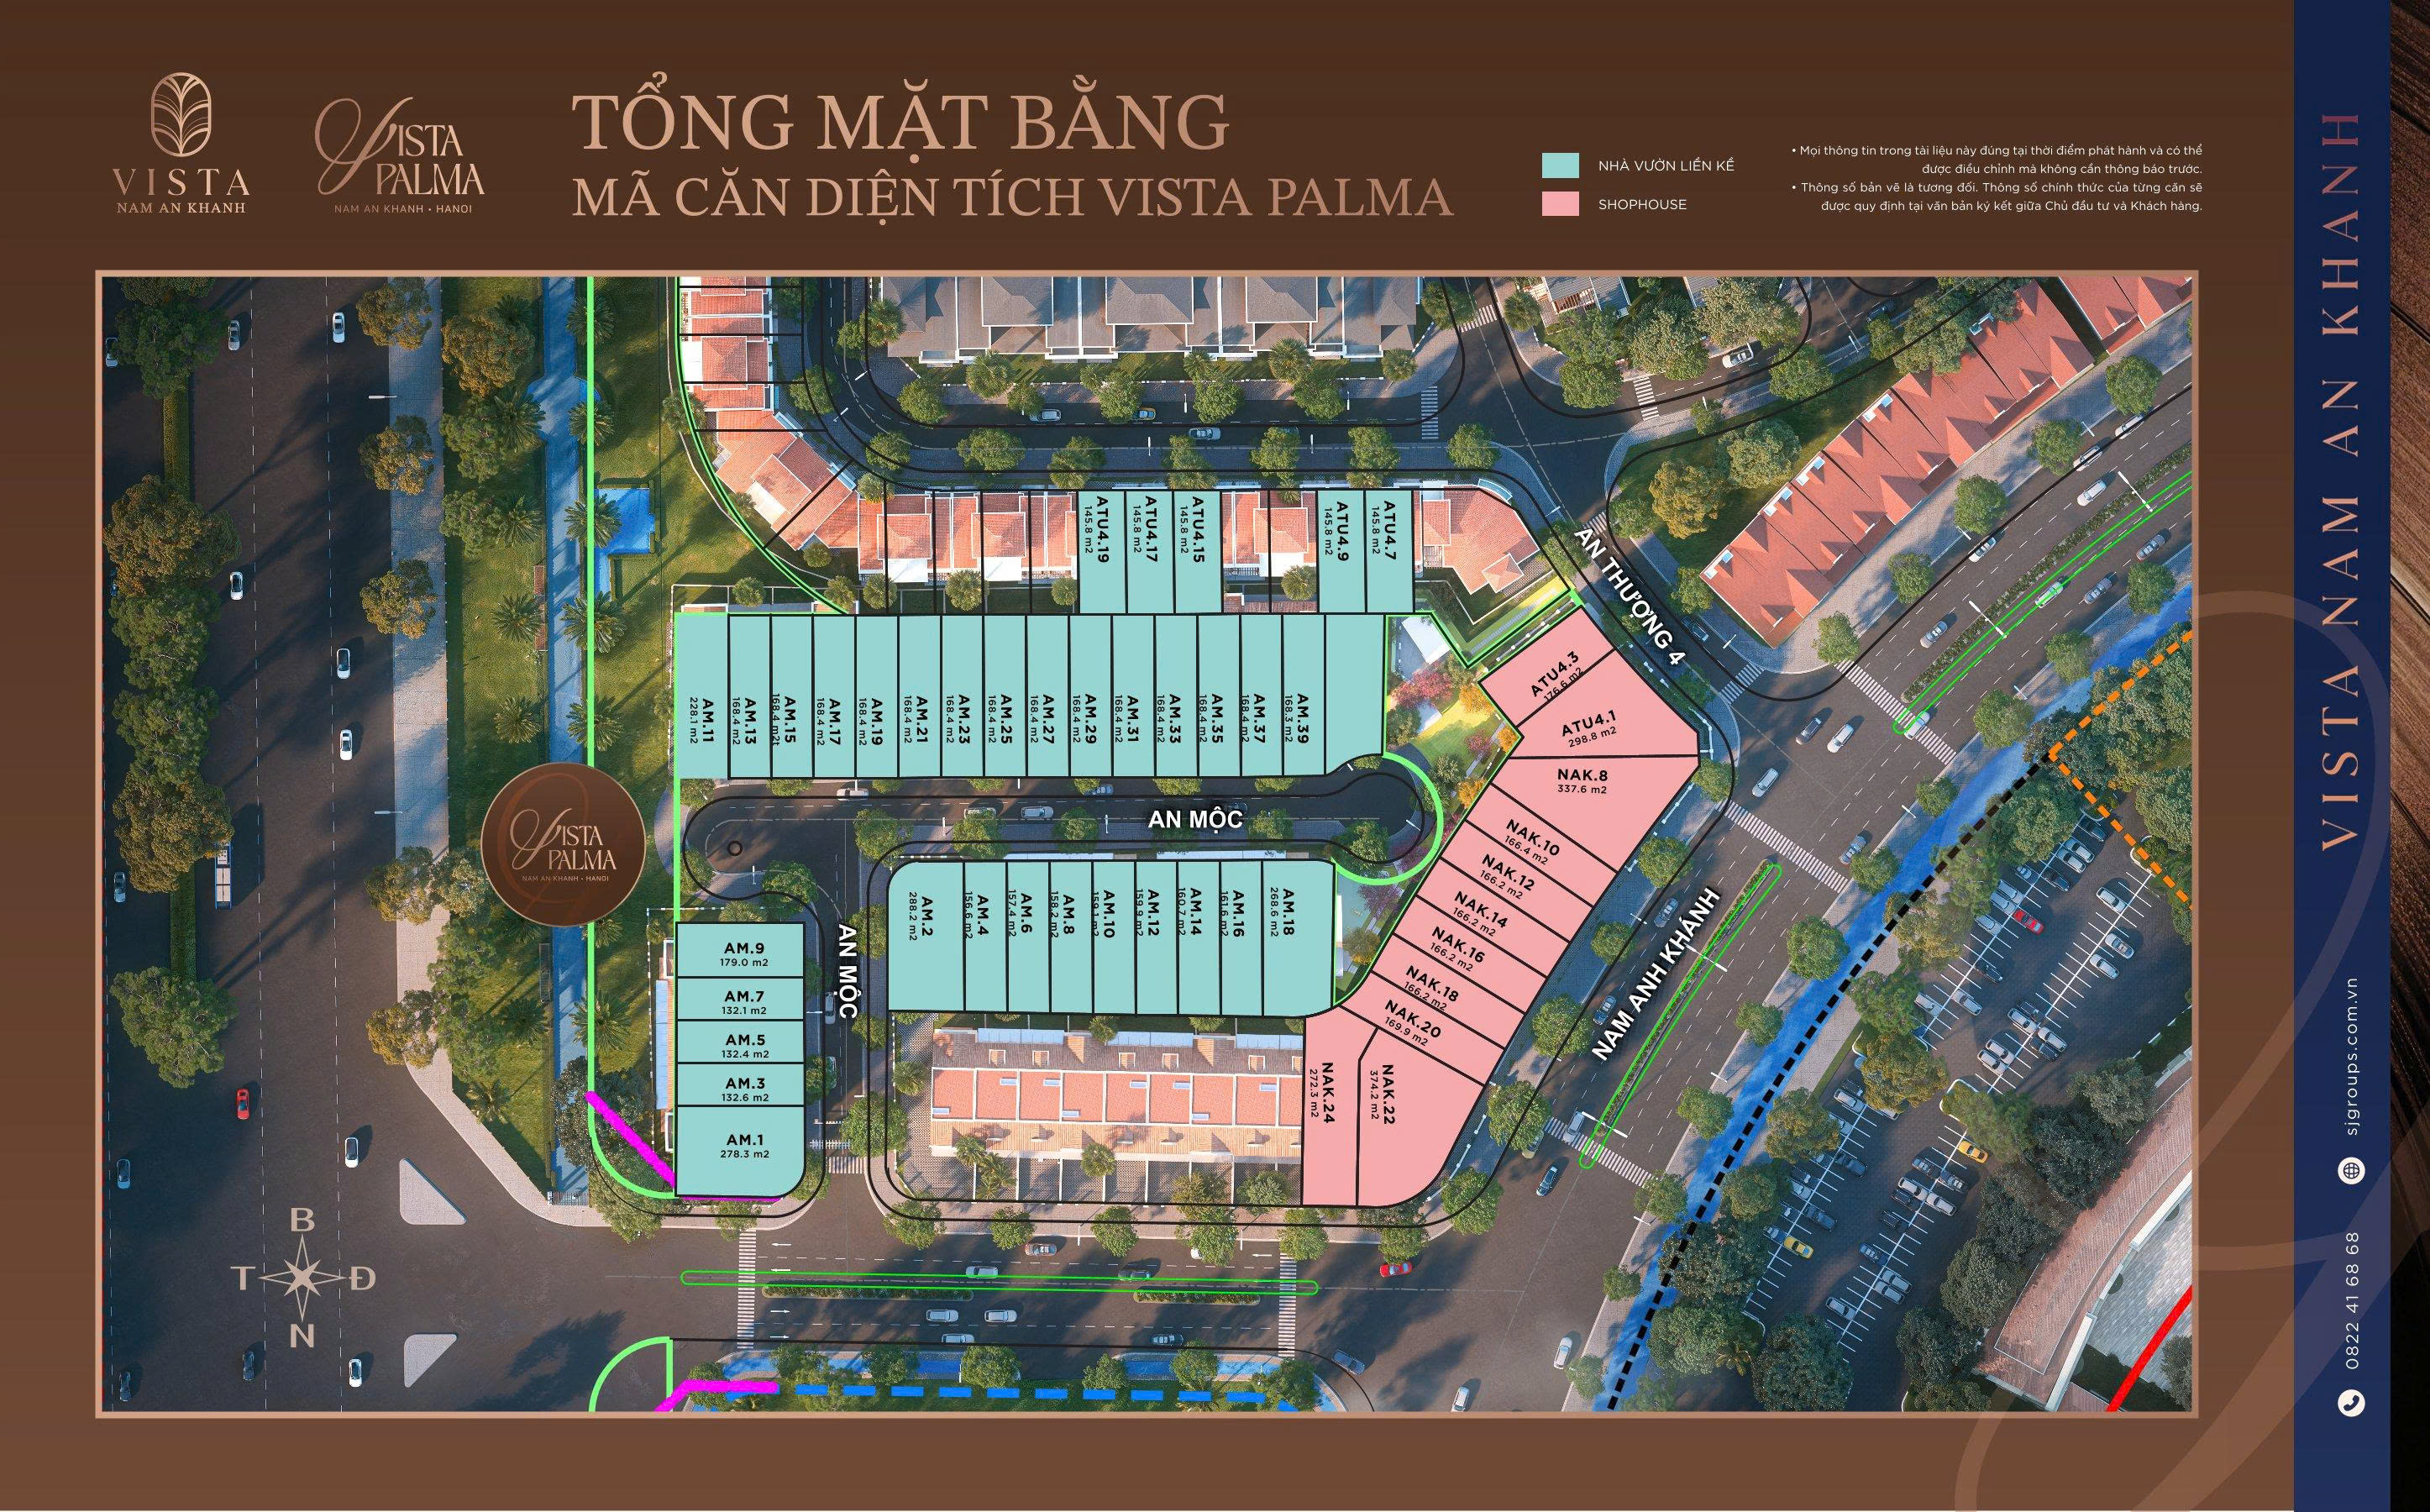 VISTA
NAM AN KHANH
VISTA
PALMA
NAM AN KHANH • HANOI
TỔNG MẶT BẰNG
MÃ CĂN DIỆN TÍCH VISTA PALMA
NHÀ VƯỜN LIỀN KỀ
SHOPHOUSE
• Mọi thông tin trong tài liệu này đúng tại thời điểm phát hành và có thể
được điều chỉnh mà không cần thông báo trước.
• Thông số bản vẽ là tương đối. Thông số chính thức của từng căn sẽ
được quy định tại văn bản ký kết giữa Chủ đầu tư và Khách hàng.
ATU4.19
145.8 m2
ATU4.17
145.8 m2
ATU4.15
145.8 m2
ATU4.9
145.8 m2
ATU4.7
145.8 m2
AN THƯỢNG 4
AM.11
228.1 m2
AM.13
168.4 m2
AM.15
168.4 m2t
AM.17
168.4 m2
AM.19
168.4 m2
AM.21
168.4 m2
AM.23
168.4 m2
AM.25
168.4 m2
AM.27
168.4 m2
AM.29
168.4 m2
AM.31
168.4 m2
AM.33
168.4 m2
AM.35
168.4 m2
AM.37
168.4 m2
AM.39
168.3 m2
ATU4.3
176.6 m2
ATU4.1
298.8 m2
NAK.8
337.6 m2
NAK.10
166.4 m2
NAK.12
166.2 m2
NAK.14
166.2 m2
NAK.16
166.2 m2
NAK.18
166.2 m2
NAK.20
169.9 m2
NAK.22
374.2 m2
NAK.24
272.3 m2
NAM ANH KHÁNH
AN MỘC
VISTA
PALMA
NAM AN KHANH • HANOI
AM.2
288.2 m2
AM.4
156.6 m2
AM.6
157.4 m2
AM.8
158.2 m2
AM.10
159.1 m2
AM.12
159.9 m2
AM.14
160.7 m2
AM.16
161.6 m2
AM.18
268.6 m2
AN MỘC
AM.9
179.0 m2
AM.7
132.1 m2
AM.5
132.4 m2
AM.3
132.6 m2
AM.1
278.3 m2
B
T
Đ
N
VISTA NAM AN KHANH
sjgroups.com.vn
0822 41 68 68